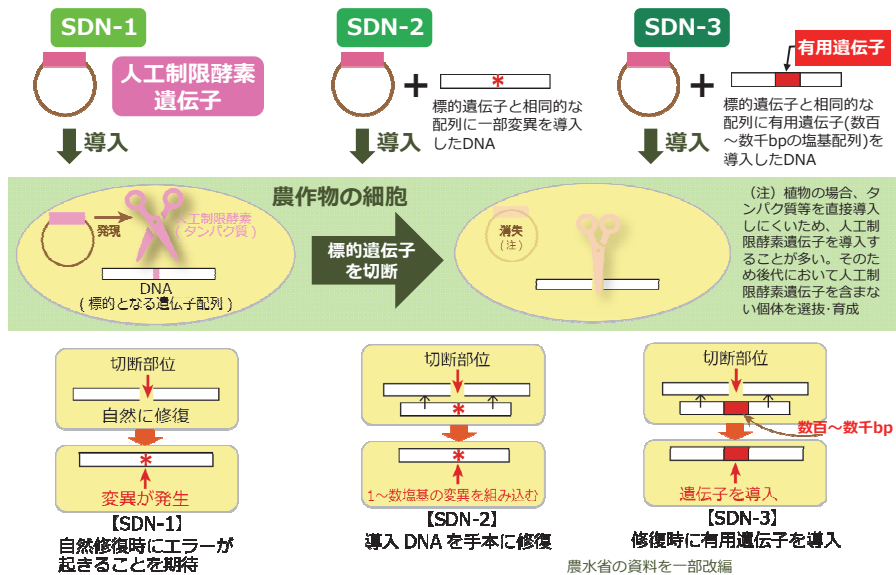 SDN-1
人工制限酵素
遺伝子
導入
SDN-2
+
*
標的遺伝子と相同的な
配列に一部変異を導入
したDNA
導入
SDN-3
有用遺伝子
+
標的遺伝子と相同的な
配列に有用遺伝子(数百
~数千bpの塩基配列)を
導入したDNA
導入
農作物の細胞
発現
人工制限酵素
(タンパク質)
DNA
(標的となる遺伝子配列)
標的遺伝子
を切断
消失
(注)
(注)植物の場合、タ
ンパク質等を直接導入
しにくいため、人工制
限酵素遺伝子を導入す
ることが多い。そのた
め後代において人工制
限酵素遺伝子を含まな
い個体を選抜・育成
切断部位
自然に修復
*
変異が発生
【SDN-1】
自然修復時にエラーが
起きることを期待
切断部位
*
*
1~数塩基の変異を組み込む
【SDN-2】
導入 DNA を手本に修復
切断部位
数百~数千bp
遺伝子を導入
【SDN-3】
修復時に有用遺伝子を導入
農水省の資料を一部改編